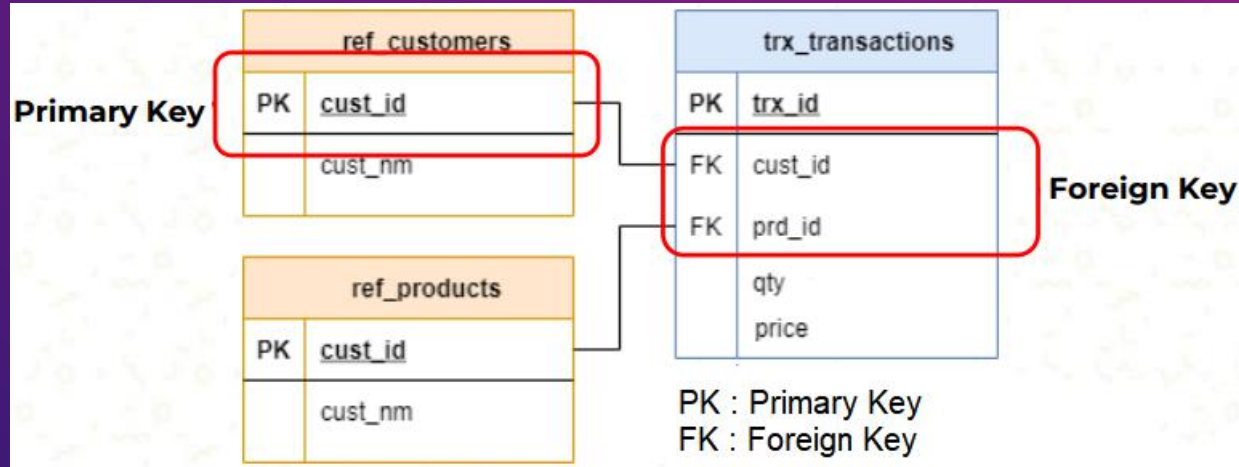 ref_customers
Primary Key
PK cust_id
cust_nm
ref_products
PK cust_id
cust_nm
trx_transactions
PK trx_id
FK cust_id
FK prd_id
qty
price
Foreign Key
PK : Primary Key
FK : Foreign Key